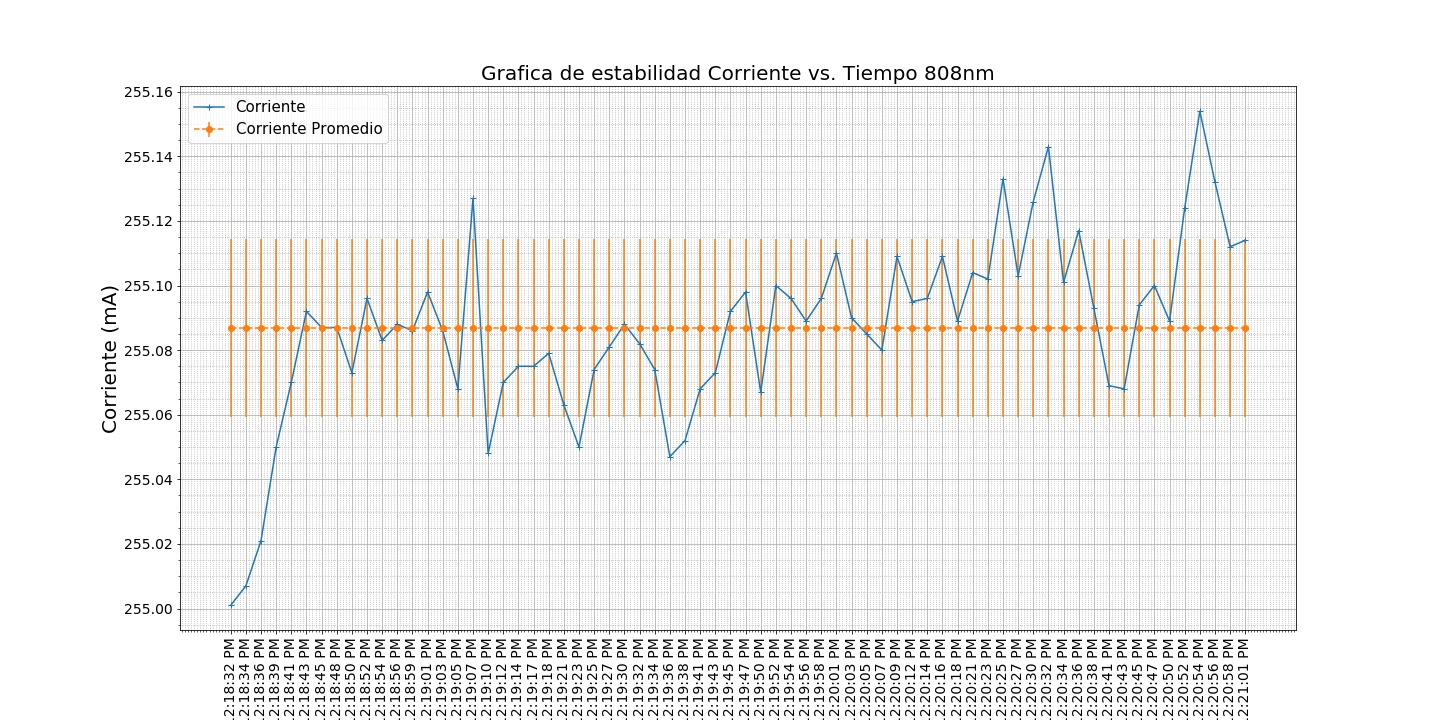 Grafica de estabilidad Corriente vs. Tiempo 808nm
Corriente
Corriente Promedio
Corriente (mA)
255.16
255.14
255.12
255.10
255.08
255.06
255.04
255.02
255.00
2:18:32 PM
2:18:34 PM
2:18:36 PM
2:18:39 PM
2:18:41 PM
2:18:43 PM
2:18:45 PM
2:18:48 PM
2:18:50 PM
2:18:52 PM
2:18:54 PM
2:18:56 PM
2:18:59 PM
2:19:01 PM
2:19:03 PM
2:19:05 PM
2:19:07 PM
2:19:10 PM
2:19:12 PM
2:19:14 PM
2:19:17 PM
2:19:18 PM
2:19:21 PM
2:19:23 PM
2:19:25 PM
2:19:27 PM
2:19:30 PM
2:19:32 PM
2:19:34 PM
2:19:36 PM
2:19:38 PM
2:19:41 PM
2:19:43 PM
2:19:45 PM
2:19:47 PM
2:19:50 PM
2:19:52 PM
2:19:54 PM
2:19:56 PM
2:19:58 PM
2:20:01 PM
2:20:03 PM
2:20:05 PM
2:20:07 PM
2:20:09 PM
2:20:12 PM
2:20:14 PM
2:20:16 PM
2:20:18 PM
2:20:21 PM
2:20:23 PM
2:20:25 PM
2:20:27 PM
2:20:30 PM
2:20:32 PM
2:20:34 PM
2:20:36 PM
2:20:38 PM
2:20:41 PM
2:20:43 PM
2:20:45 PM
2:20:47 PM
2:20:50 PM
2:20:52 PM
2:20:54 PM
2:20:56 PM
2:20:58 PM
2:21:01 PM